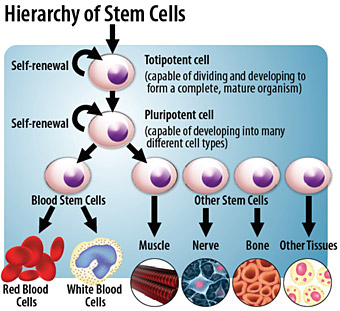 Hierarchy of Stem Cells
Self-renewal
Totipotent cell
(capable of dividing and developing to
form a complete, mature organism)
Self-renewal
Pluripotent cell
(capable of developing into many
different cell types)
Blood Stem Cells
Other Stem Cells
Muscle
Nerve
Bone
Other Tissues
Red Blood
Cells
White Blood
Cells